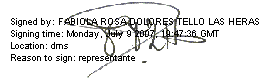 Signed by: FABIOLA ROSA DOLORES TELLO LAS HERAS
Signing time: Monday, July 9 2007, 19:47:36 GMT
Location: dms
Reason to sign: representante